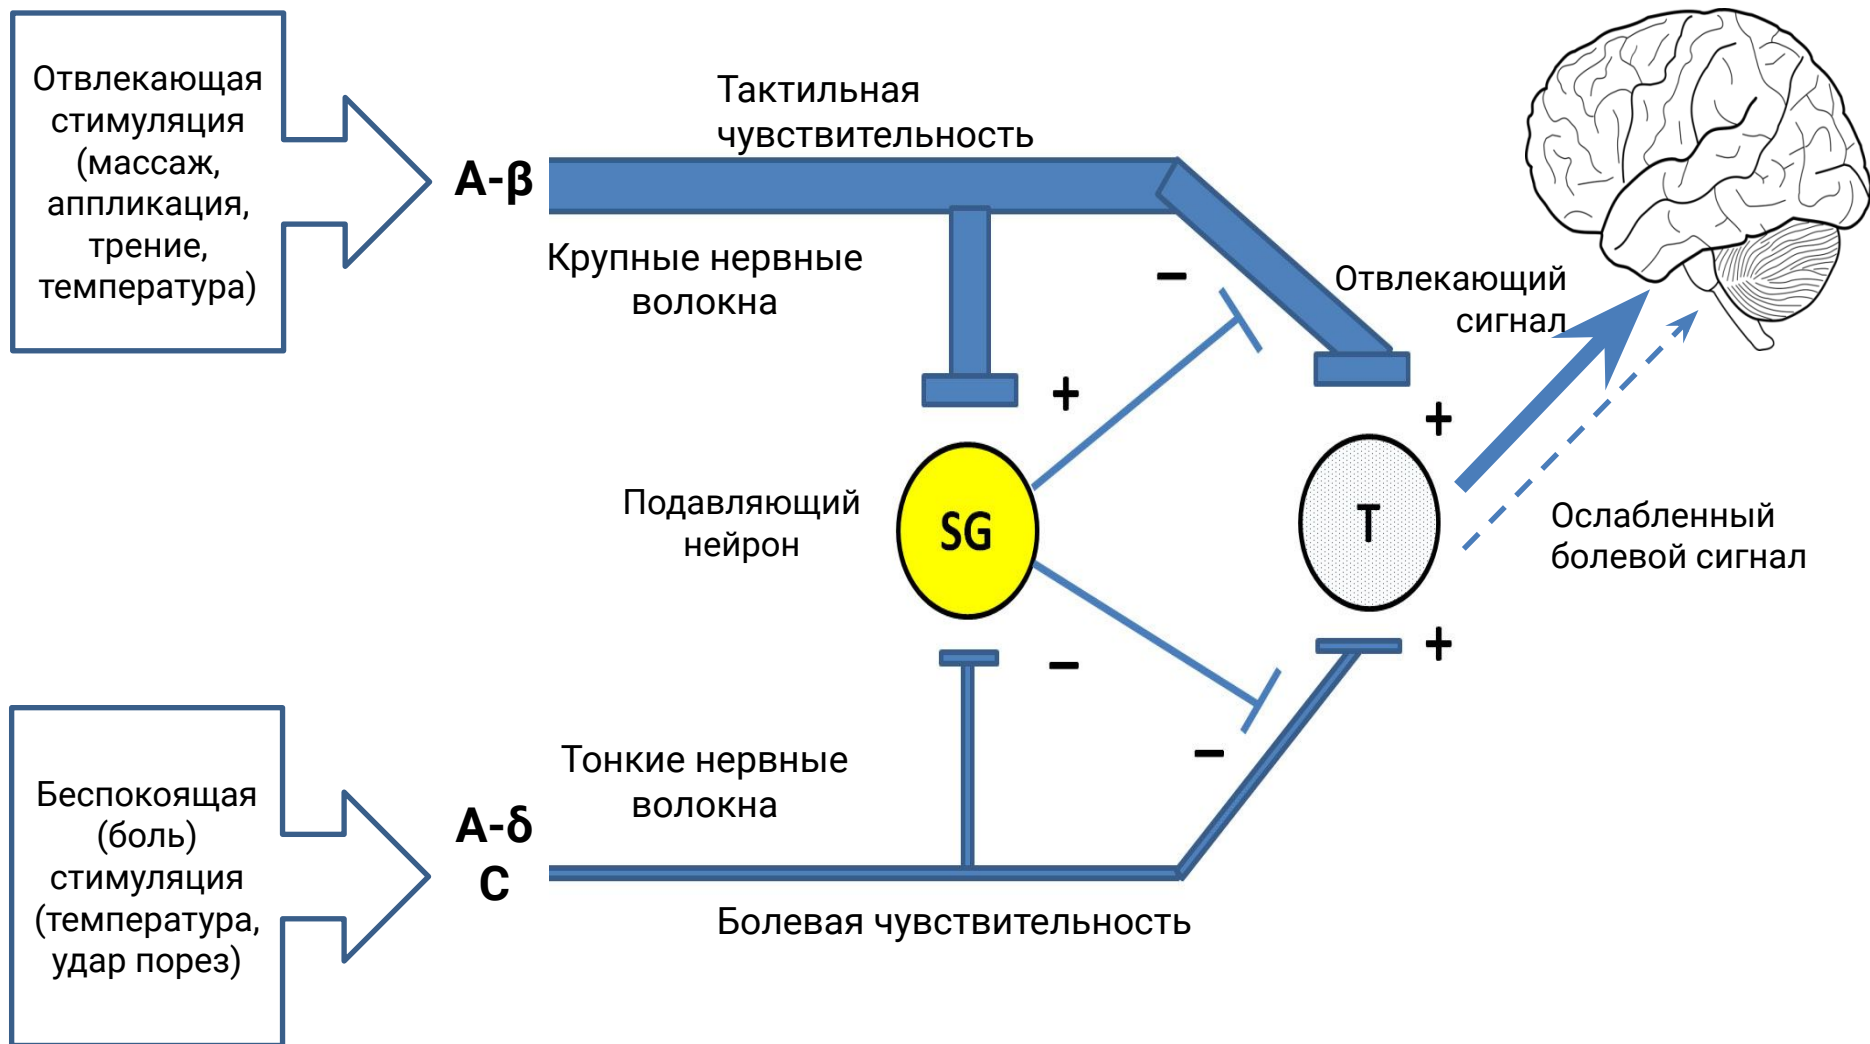 Отвлекающая
стимуляция
(массаж,
аппликация,
трение,
температура)
A-β
Тактильная
чувствительность
Крупные нервные
волокна
–
+
Отвлекающий
сигнал
+
Подавляющий
нейрон
SG
T
Ослабленный
болевой сигнал
–
+
–
Беспокоящая
(боль)
стимуляция
(температура,
удар порез)
A-δ
C
Тонкие нервные
волокна
Болевая чувствительность